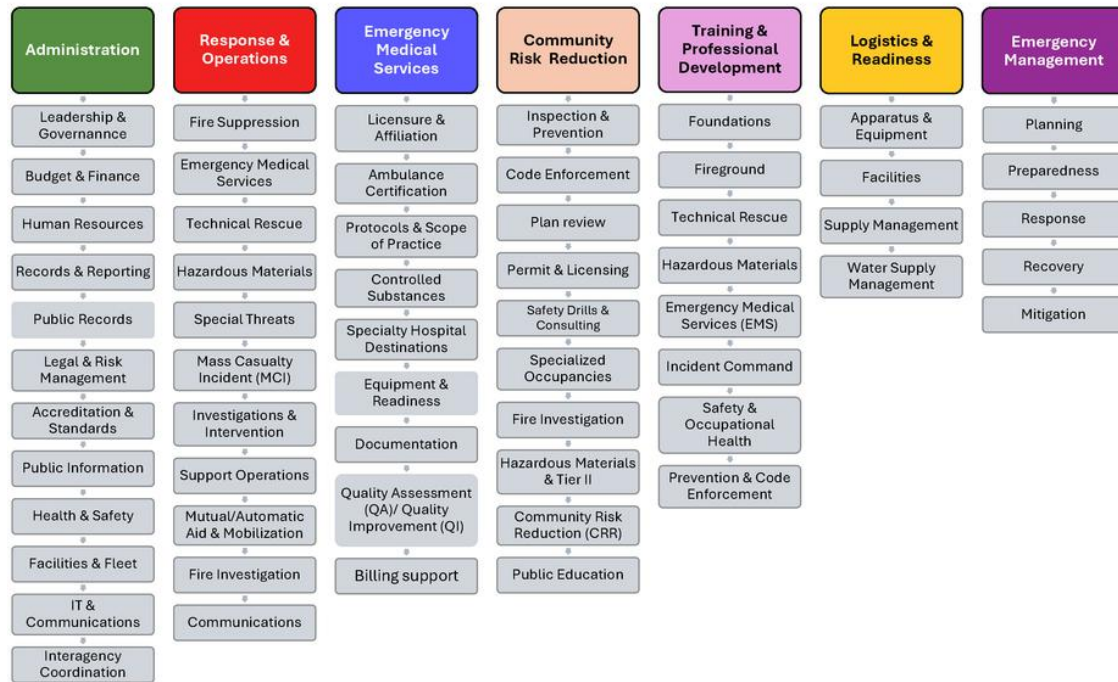 Administration
Leadership &
Governannce
Budget & Finance
Human Resources
Records & Reporting
Public Records
Legal & Risk
Management
Accreditation &
Standards
Public Information
Health & Safety
Facilities & Fleet
IT &
Communications
Interagency
Coordination
Response &
Operations
Fire Suppression
Emergency Medical
Services
Technical Rescue
Hazardous Materials
Special Threats
Mass Casualty
Incident (MCI)
Investigations &
Intervention
Support Operations
Mutual/Automatic
Aid & Mobilization
Fire Investigation
Communications
Emergency
Medical
Services
Licensure &
Affiliation
Ambulance
Certification
Protocols & Scope
of Practice
Controlled
Substances
Specialty Hospital
Destinations
Equipment &
Readiness
Documentation
Quality Assessment
(QA)/ Quality
Improvement (QI)
Billing support
Community
Risk Reduction
Inspection &
Prevention
Code Enforcement
Plan review
Permit & Licensing
Safety Drills &
Consulting
Specialized
Occupancies
Fire Investigation
Hazardous Materials
& Tier II
Community Risk
Reduction (CRR)
Public Education
Training &
Professional
Development
Foundations
Fireground
Technical Rescue
Hazardous Materials
Emergency Medical
Services (EMS)
Incident Command
Safety &
Occupational
Health
Prevention & Code
Enforcement
Logistics &
Readiness
Apparatus &
Equipment
Facilities
Supply Management
Water Supply
Management
Emergency
Management
Planning
Preparedness
Response
Recovery
Mitigation